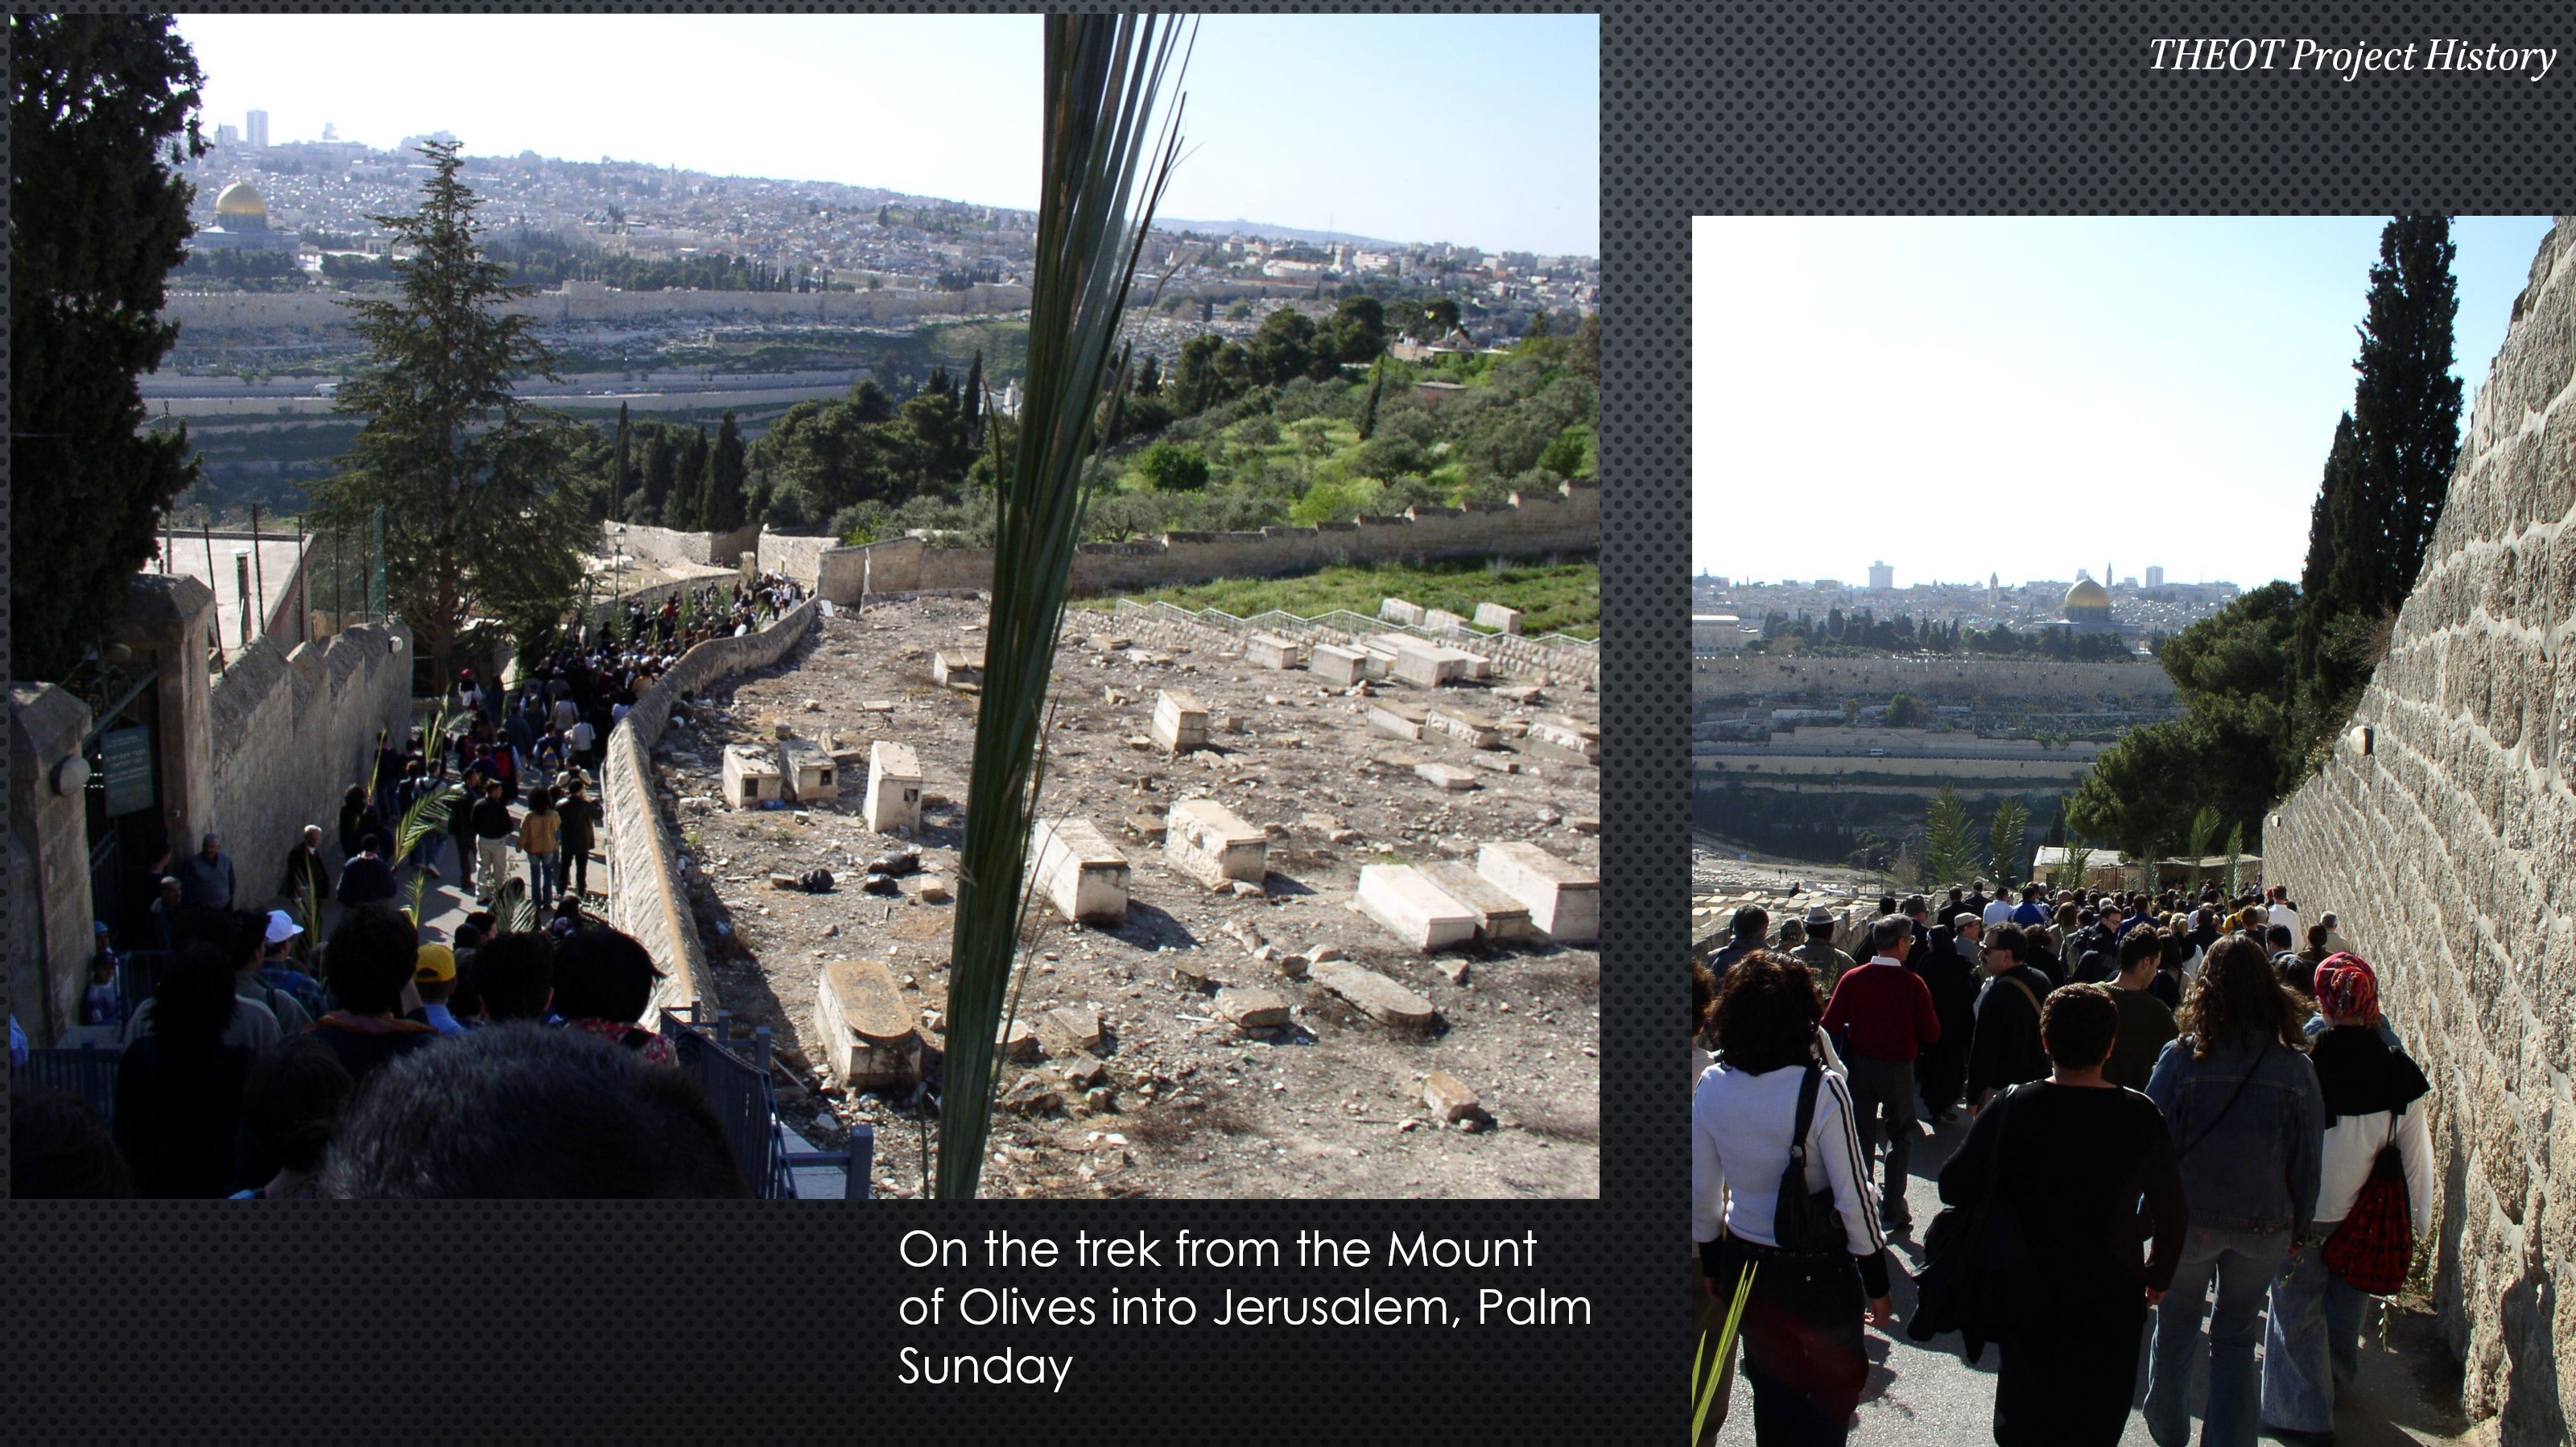 THEOT Project History
On the trek from the Mount
of Olives into Jerusalem, Palm
Sunday